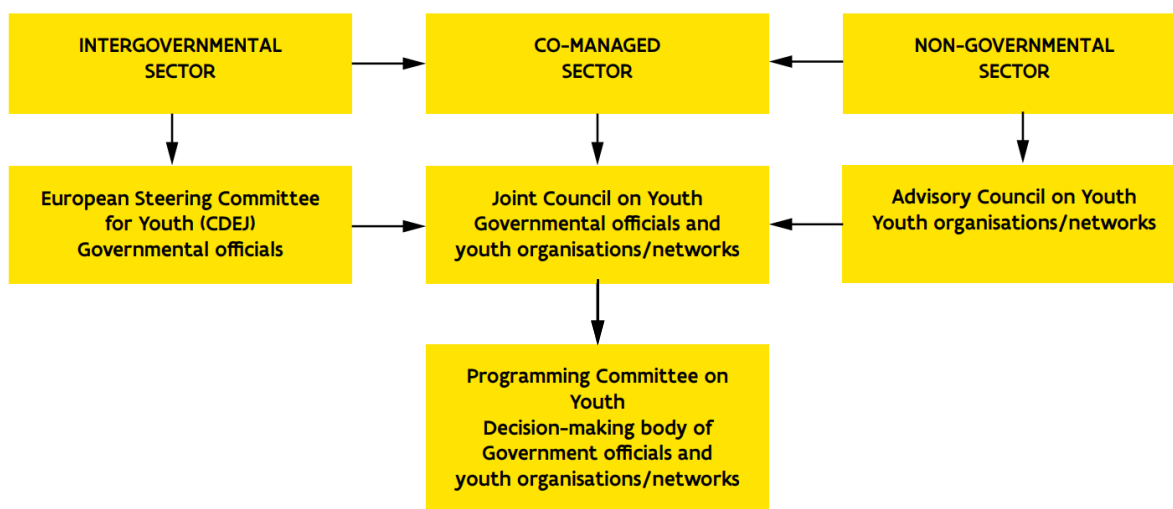 INTERGOVERNMENTAL
SECTOR
CO-MANAGED
SECTOR
NON-GOVERNMENTAL
SECTOR
European Steering Committee
for Youth (CDEJ)
Governmental officials
Joint Council on Youth
Governmental officials and
youth organisations/networks
Advisory Council on Youth
Youth organisations/networks
Programming Committee on
Youth
Decision-making body of
Government officials and
youth organisations/networks